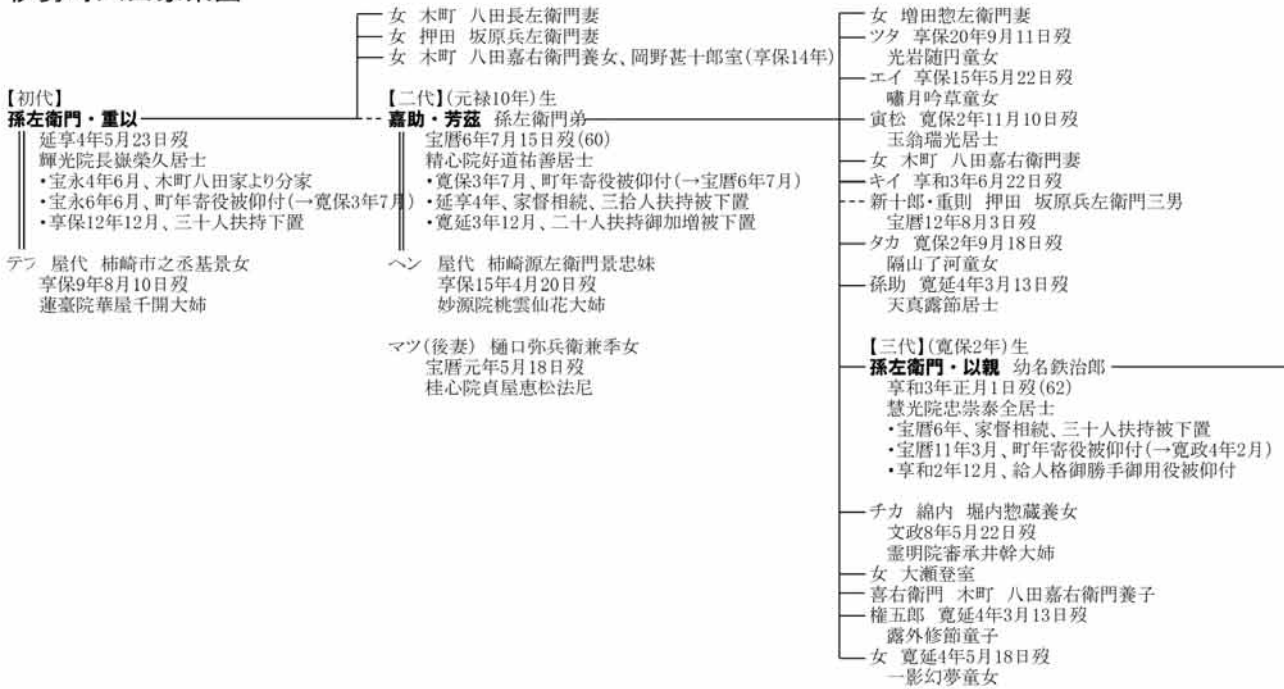 女 木町 八田長左衛門妻
女 押田 坂原兵左衛門妻
女 木町 八田嘉右衛門養女、岡野甚十郎室(享保14年)
【初代】
孫左衛門・重以
延享4年5月23日歿
輝光院長嶽榮久居士
・宝永4年6月、木町八田家より分家
・宝永6年6月、町年寄役被仰付(→寛保3年7月)
・享保12年12月、三十人扶持下置
テフ 屋代 柿崎市之丞基景女
享保9年8月10日歿
蓮臺院華屋千開大姉
【二代】(元禄10年)生
嘉助・芳茲 孫左衛門弟
宝暦6年7月15日歿(60)
精心院好道祐善居士
・寛保3年7月、町年寄役被仰付(→宝暦6年7月)
・延享4年、家督相続、三拾人扶持被下置
・寛延3年12月、二十人扶持御加増被下置
ヘン 屋代 柿崎源左衛門景忠妹
享保15年4月20日歿
妙源院桃雲仙花大姉
マツ(後妻) 樋口弥兵衛兼季女
宝暦元年5月18日歿
桂心院貞屋恵松法尼
女 増田惣左衛門妻
ツタ 享保20年9月11日歿
光岩随円童女
エイ 享保15年5月22日歿
嘯月吟草童女
寅松 寛保2年11月10日歿
玉翁瑞光居士
女 木町 八田嘉右衛門妻
キイ 享和3年6月22日歿
新十郎・重則 押田 坂原兵左衛門三男
宝暦12年8月3日歿
タカ 寛保2年9月18日歿
隔山了河童女
孫助 寛延4年3月13日歿
天真露節居士
【三代】(寛保2年)生
孫左衛門・以親 幼名鉄治郎
享和3年正月1日歿(62)
慧光院忠崇泰全居士
・宝暦6年、家督相続、三十人扶持被下置
・宝暦11年3月、町年寄役被仰付(→寛政4年2月)
・享和2年12月、給人格御勝手御用役被仰付
チカ 綿内 堀内惣蔵養女
文政8年5月22日歿
霊明院審承井幹大姉
女 大瀬登室
喜右衛門 木町 八田嘉右衛門養子
権五郎 寛延4年3月13日歿
露外修節童子
女 寛延4年5月18日歿
一影幻夢童女